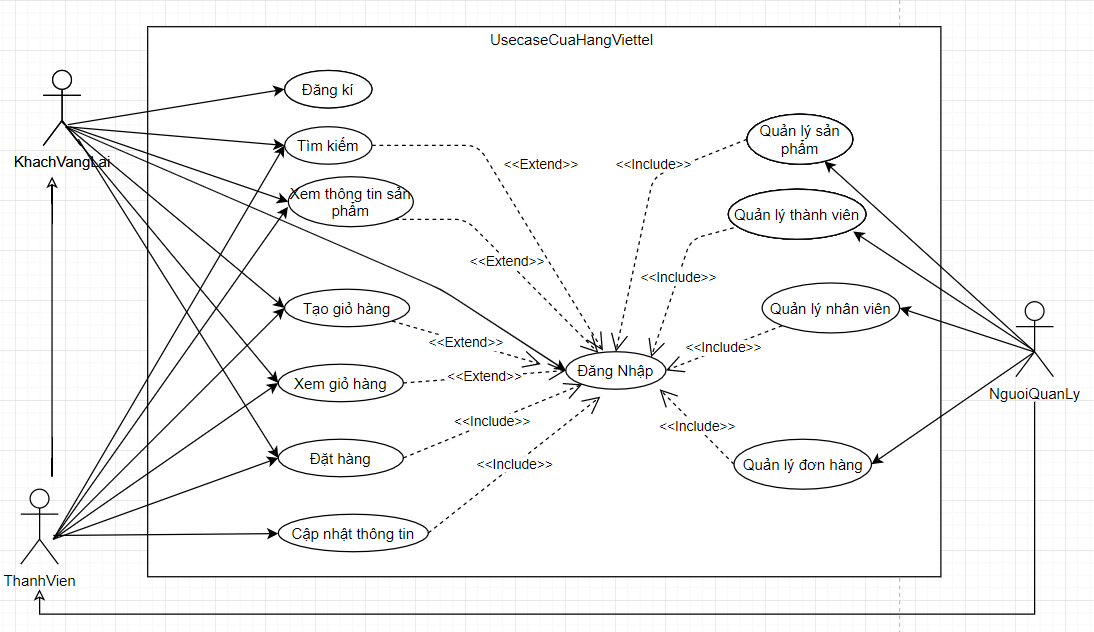 UsecaseCuaHangViettel
Đăng kí
Tìm kiếm
Xem thông tin sản
phẩm
Tạo giỏ hàng
Xem giỏ hàng
Đặt hàng
Cập nhật thông tin
KhachVangLai
ThanhVien
<<Extend>>
<<Extend>>
<<Extend>>
<<Extend>>
<<Include>>
<<Include>>
Đăng Nhập
<<Include>>
<<Include>>
<<Include>>
<<Include>>
Quản lý sản
phẩm
Quản lý thành viên
Quản lý nhân viên
Quản lý đơn hàng
NguoiQuanLy